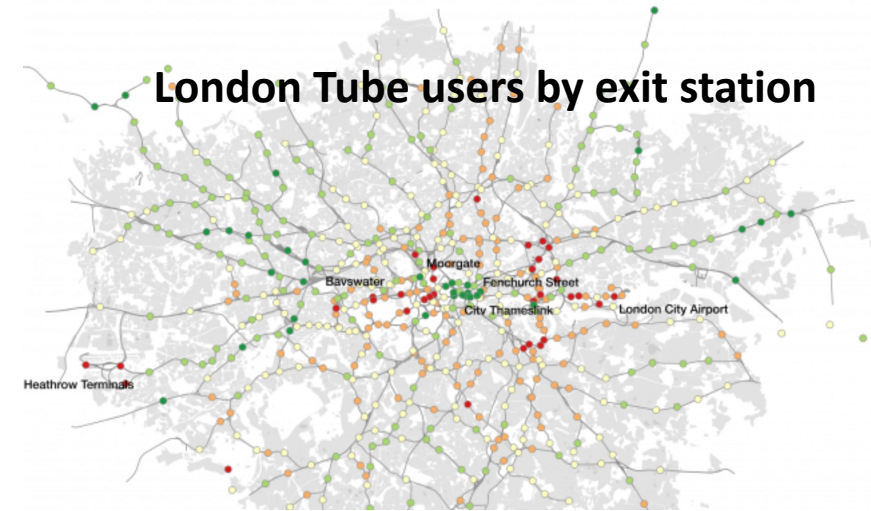 London Tube users by exit station
Moorgate
Bayswater
Fenchurch Street
City Thameslink
London City Airport
Heathrow Terminals